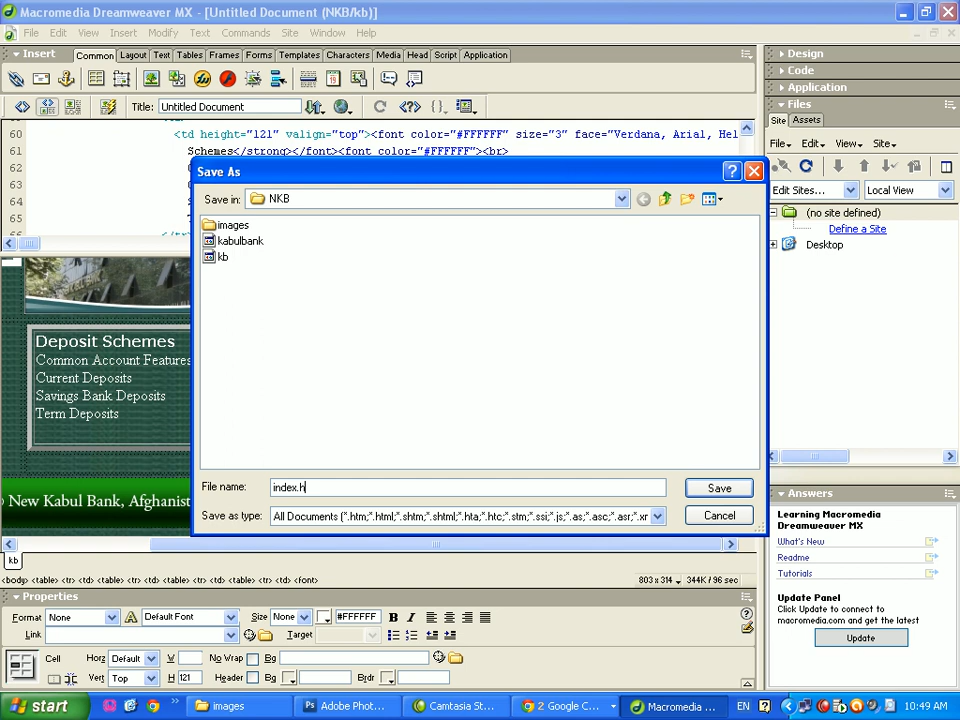 Macromedia Dreamweaver MX - [Untitled Document (NKB/kb)]
File Edit View Insert Modify Text Commands Site Window Help
Insert Common Layout Text Tables Frames Forms Templates Characters Media Head Script Application
Title: Untitled Document
60 <td height="121" valign="top"><font color="#FFFFFF" size="3" face="Verdana, Arial, Hel
61 Schemes</strong></font><font color="#FFFFFF"><br>
62
63
64
65
66
Save As
Save in: NKB
images
kabulbank
kb
File name: index.h
Save
Save as type: All Documents (*.htm;*.html;*.shtm;*.shtml;*.hta;*.htc;*.stm;*.ssi;*.js;*.as;*.asc;*.asr;*.xr
Cancel
Deposit Schemes
Common Account Features
Current Deposits
Savings Bank Deposits
Term Deposits
New Kabul Bank, Afghanist
kb
<body> <table> <tr> <td> <table> <tr> <td> <table> <tr> <td> <table> <tr> <td> <font>
803 x 314 344K / 96 sec
Properties
Format None Default Font Size None #FFFFFF B I
Link Target
Cell Horz Default W No Wrap Bg
Vert Top H 121 Header Bg Brdr
Design
Code
Application
Files
Site Assets
File Edit View Site
Edit Sites... Local View
(no site defined)
Define a Site
Desktop
Answers
Learning Macromedia
Dreamweaver MX
What's New
Readme
Tutorials
Update Panel
Click Update to connect to
macromedia.com and get the latest
Update
start images Adobe Phot... Camtasia St... 2 Google C... Macromedia ... EN 10:49 AM